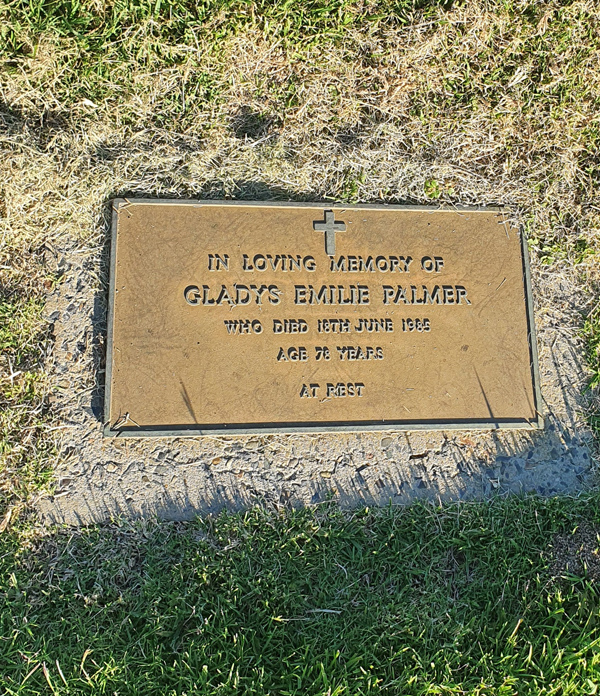 IN LOVING MEMORY OF
GLADYS EMILIE PALMER
WHO DIED 18TH JUNE 1985
AGE 78 YEARS
AT REST